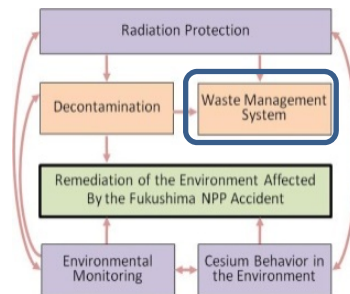 Radiation Protection
Decontamination
Waste Management
System
Remediation of the Environment Affected
By the Fukushima NPP Accident
Environmental
Monitoring
Cesium Behavior in
the Environment